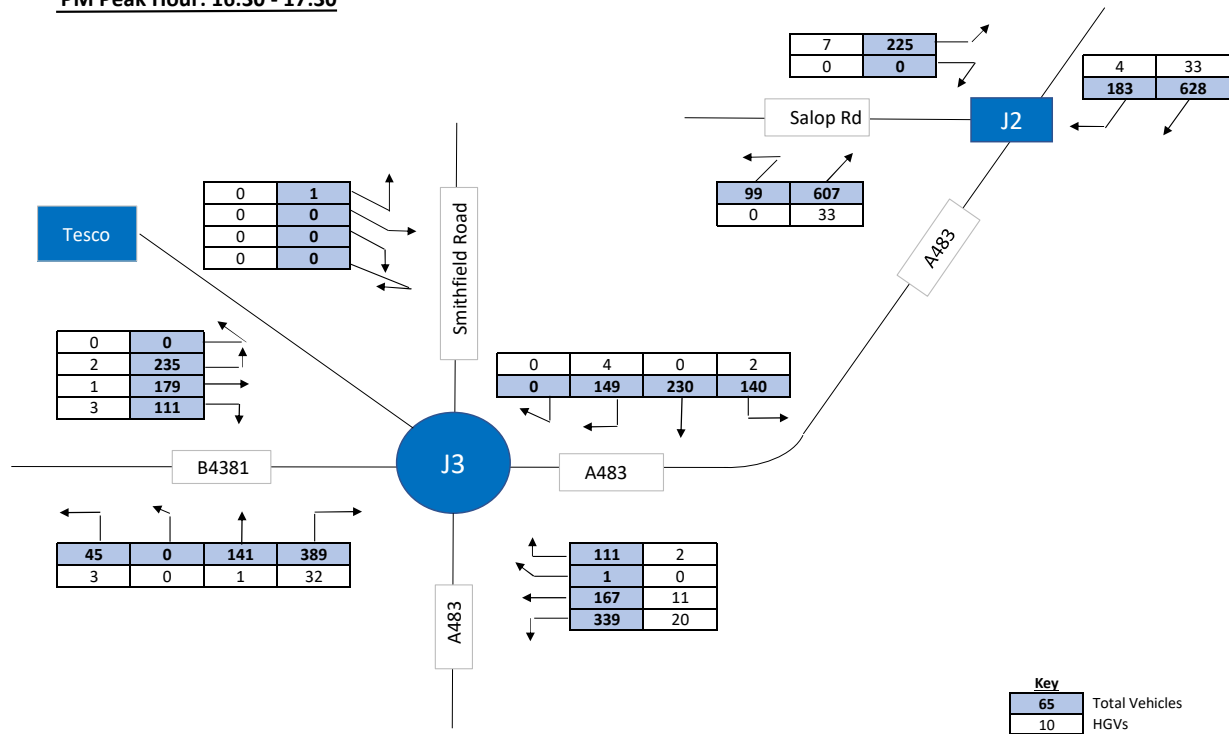 PM Peak Hour: 16:30 - 17:30
7 225
0 0
4 33
183 628
Salop Rd
J2
99 607
0 33
A483
0 1
0 0
0 0
0 0
Tesco
Smithfield Road
0 0
2 235
1 179
3 111
0 4 0 2
0 149 230 140
B4381
J3
A483
45 0 141 389
3 0 1 32
111 2
1 0
167 11
339 20
A483
Key
65 Total Vehicles
10 HGVs